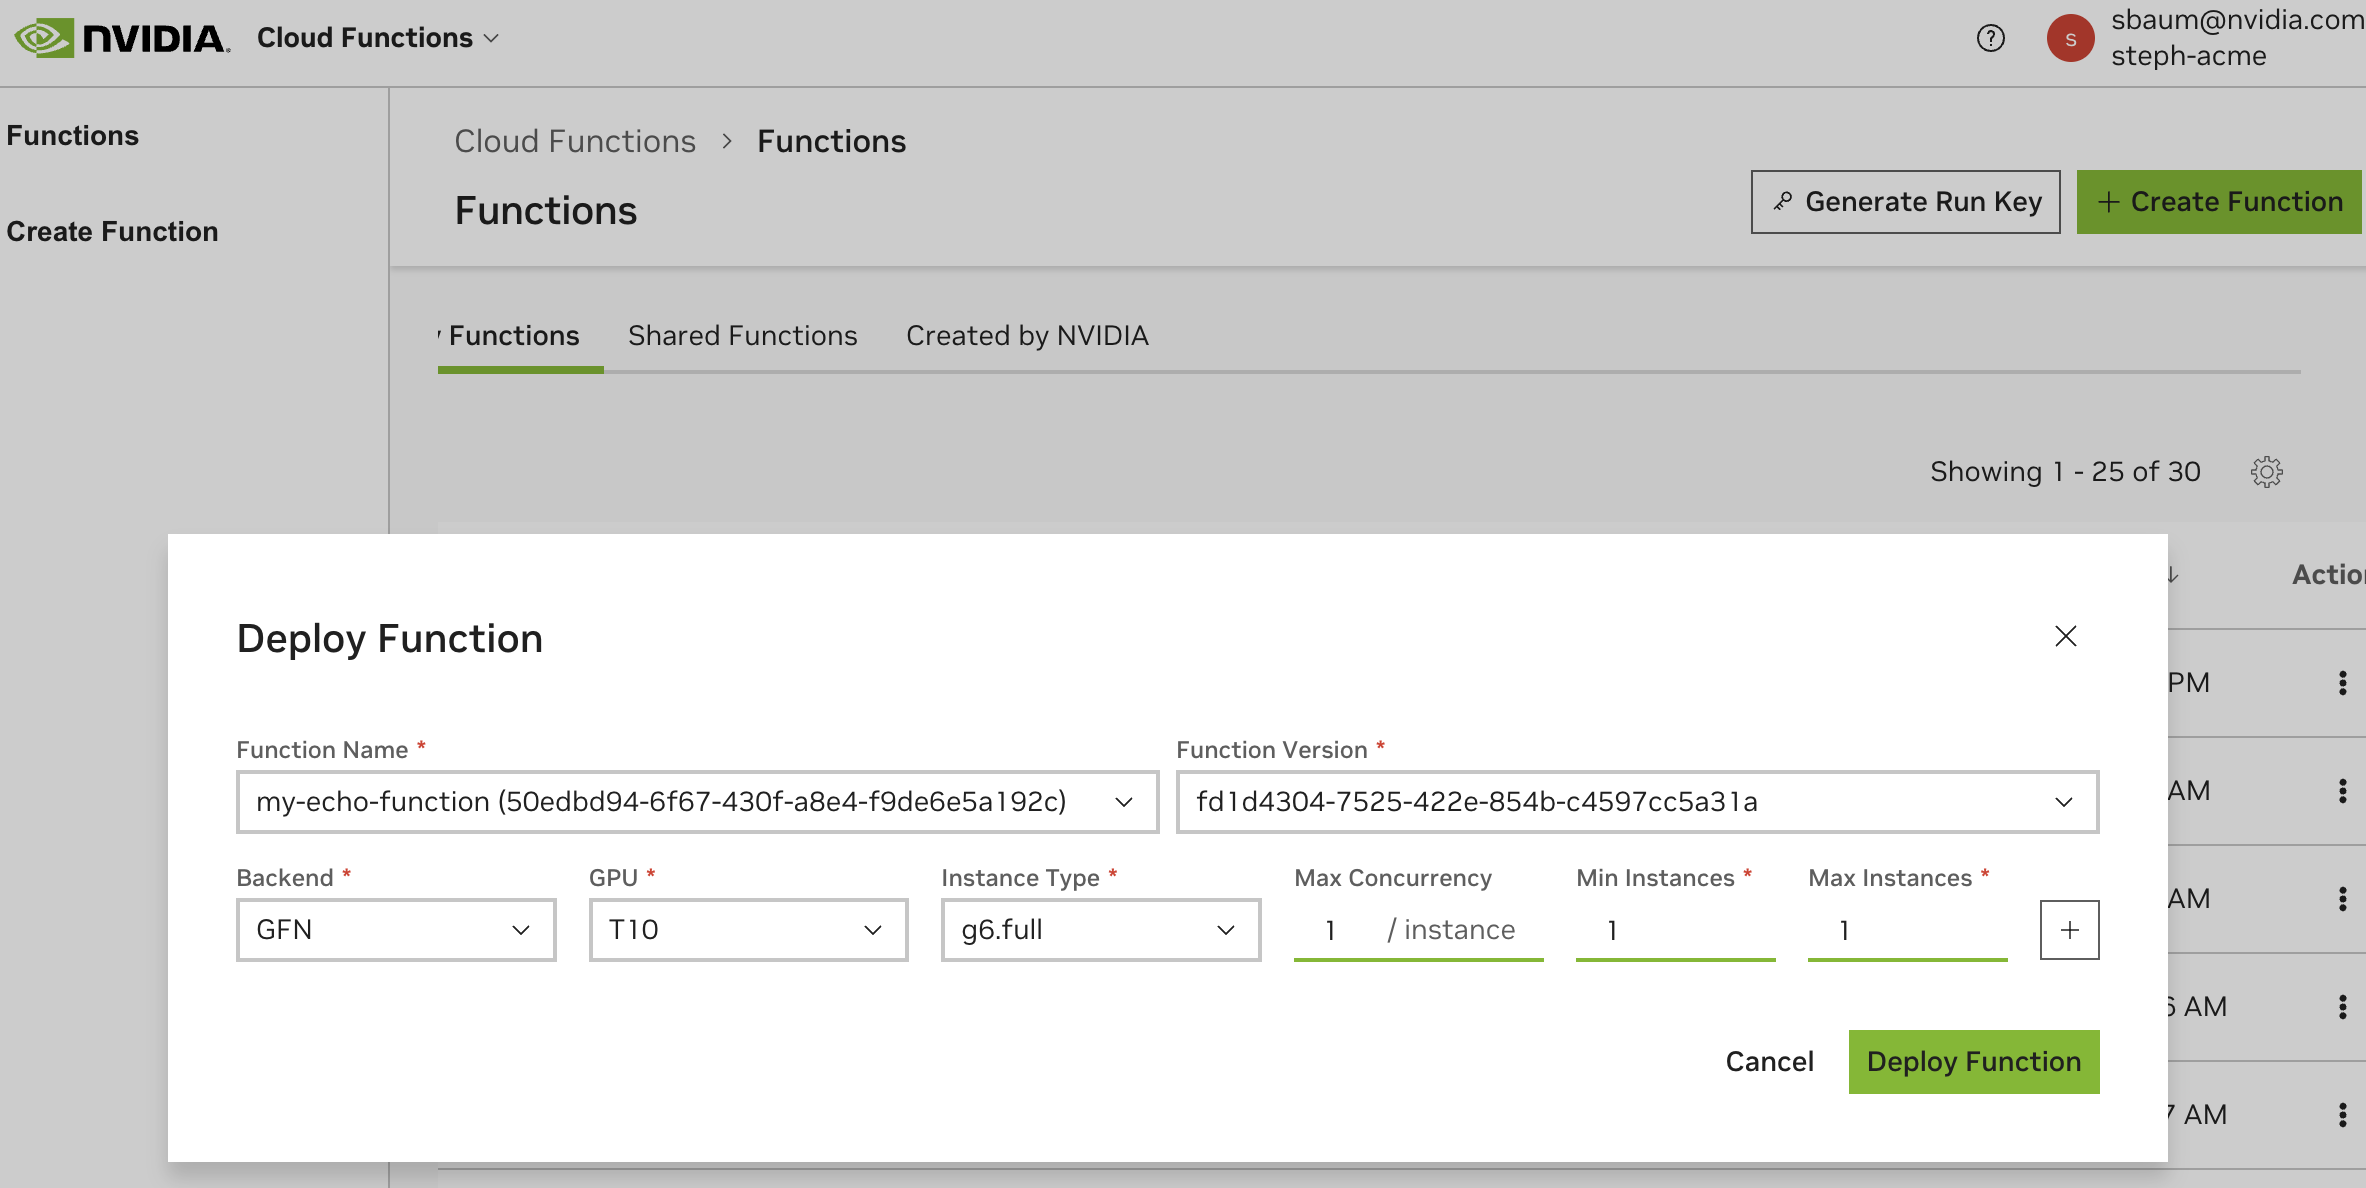 NVIDIA. Cloud Functions
? S sbaum@nvidia.com
steph-acme
Functions
Create Function
Cloud Functions > Functions
Functions
Generate Run Key
+ Create Function
Functions Shared Functions Created by NVIDIA
Showing 1 - 25 of 30
↓ Action
Deploy Function
Function Name * Function Version *
my-echo-function (50edbd94-6f67-430f-a8e4-f9de6e5a192c) fd1d4304-7525-422e-854b-c4597cc5a31a
Backend * GPU * Instance Type * Max Concurrency Min Instances * Max Instances *
GFN T10 g6.full 1 / instance 1 1 +
Cancel Deploy Function
PM
AM
AM
6 AM
7 AM